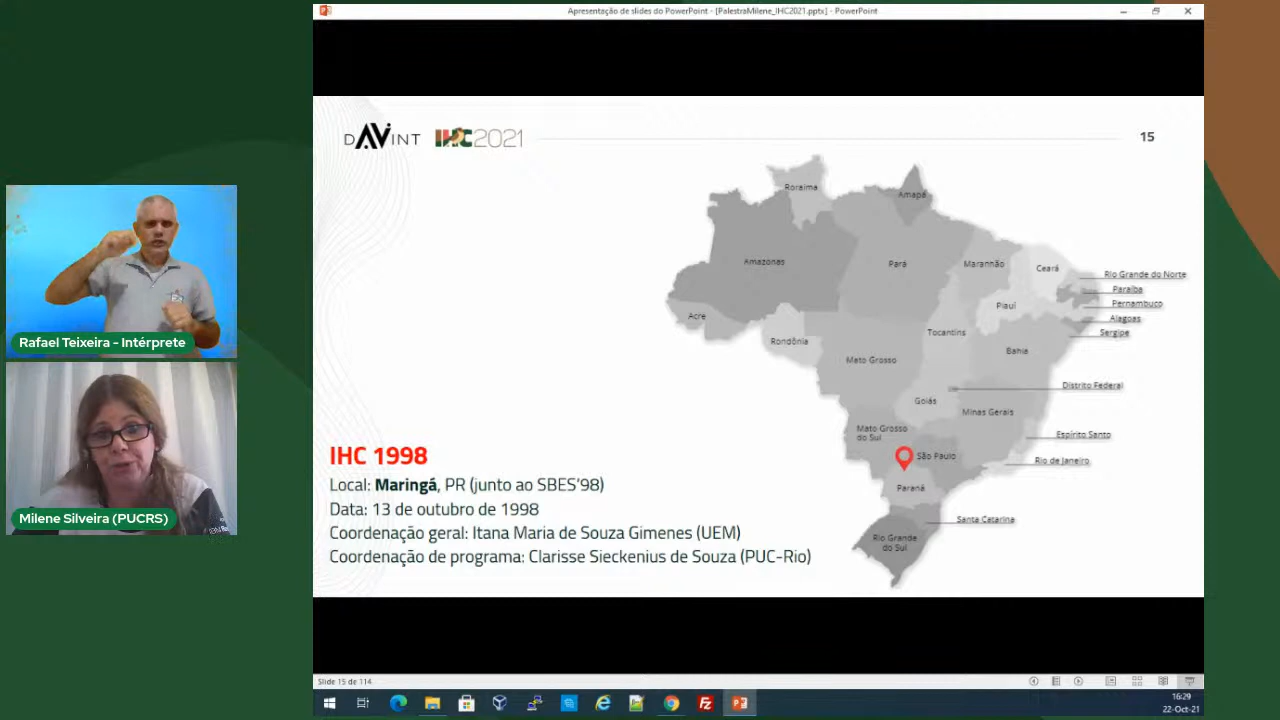 Apresentação de slides do PowerPoint - [PalestraMilene_IHC2021.pptx] - PowerPoint
DAVINT
IHC2021
15
Roraima
Amapá
Amazonas
Pará
Maranhão
Ceará
Rio Grande do Norte
Paraíba
Pernambuco
Alagoas
Sergipe
Piauí
Acre
Rondônia
Tocantins
Mato Grosso
Bahia
Distrito Federal
Goiás
Minas Gerais
Mato Grosso
do Sul
Espírito Santo
São Paulo
Rio de Janeiro
Paraná
Santa Catarina
Rio Grande
do Sul
IHC 1998
Local: Maringá, PR (junto ao SBES'98)
Data: 13 de outubro de 1998
Coordenação geral: Itana Maria de Souza Gimenes (UEM)
Coordenação de programa: Clarisse Sieckenius de Souza (PUC-Rio)
Rafael Teixeira - Intérprete
Milene Silveira (PUCRS)
Slide 15 de 114
16:29
22-Oct-21